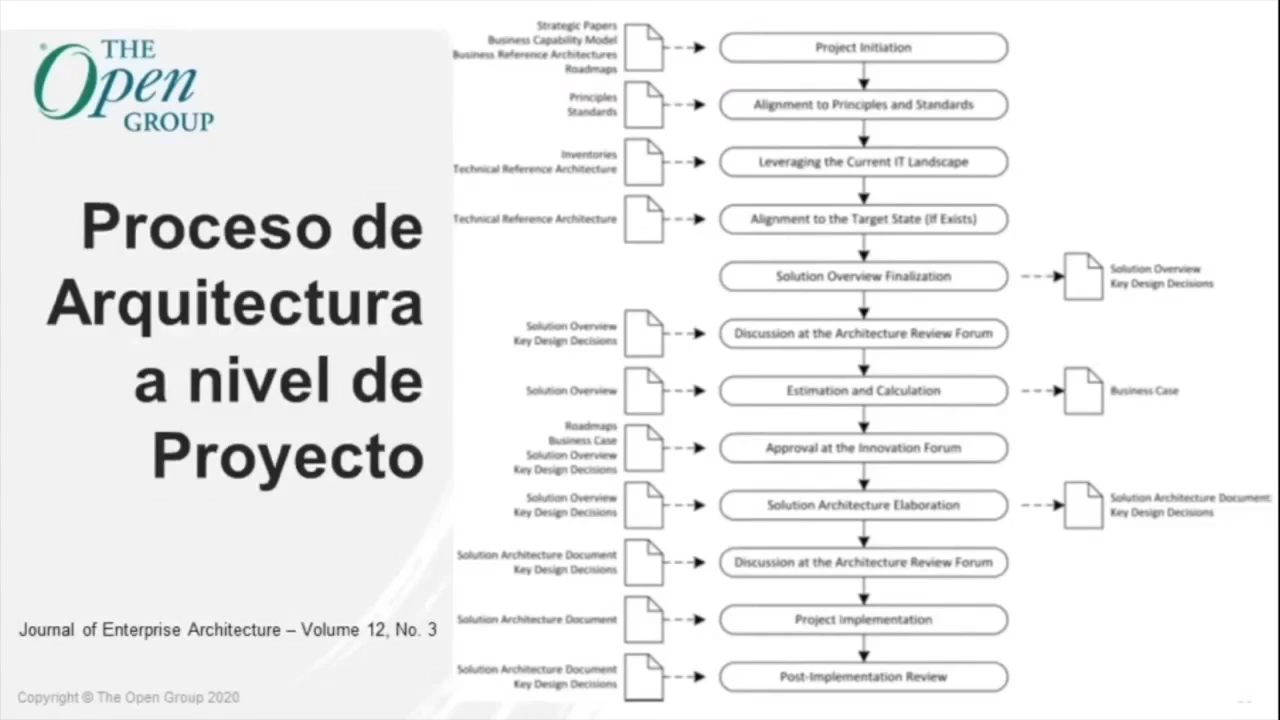 THE
Open
GROUP
Proceso de
Arquitectura
a nivel de
Proyecto
Journal of Enterprise Architecture – Volume 12, No. 3
Copyright © The Open Group 2020
Strategic Papers
Business Capability Model
Business Reference Architectures
Roadmaps
Project Initiation
Principles
Standards
Alignment to Principles and Standards
Inventories
Technical Reference Architecture
Leveraging the Current IT Landscape
Technical Reference Architecture
Alignment to the Target State (If Exists)
Solution Overview Finalization
Solution Overview
Key Design Decisions
Solution Overview
Key Design Decisions
Discussion at the Architecture Review Forum
Solution Overview
Estimation and Calculation
Business Case
Roadmaps
Business Case
Solution Overview
Key Design Decisions
Approval at the Innovation Forum
Solution Overview
Key Design Decisions
Solution Architecture Elaboration
Solution Architecture Document
Key Design Decisions
Solution Architecture Document
Key Design Decisions
Discussion at the Architecture Review Forum
Solution Architecture Document
Project Implementation
Solution Architecture Document
Key Design Decisions
Post-Implementation Review